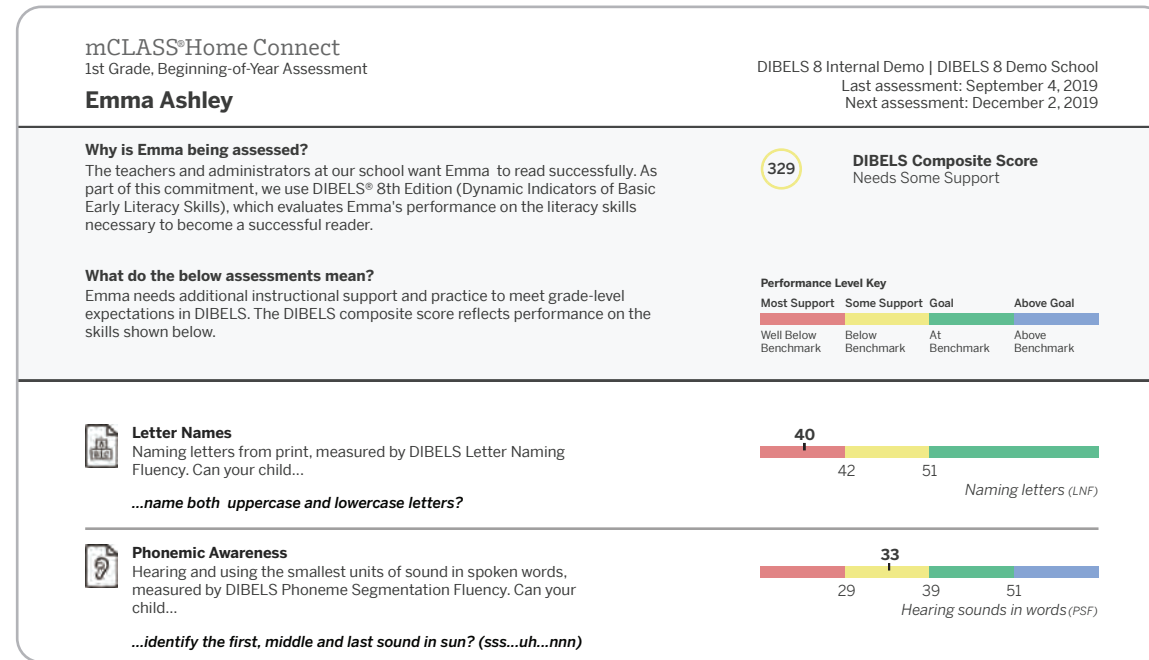 mCLASS®Home Connect
1st Grade, Beginning-of-Year Assessment
Emma Ashley
DIBELS 8 Internal Demo | DIBELS 8 Demo School
Last assessment: September 4, 2019
Next assessment: December 2, 2019
Why is Emma being assessed?
The teachers and administrators at our school want Emma to read successfully. As
part of this commitment, we use DIBELS® 8th Edition (Dynamic Indicators of Basic
Early Literacy Skills), which evaluates Emma's performance on the literacy skills
necessary to become a successful reader.
329
DIBELS Composite Score
Needs Some Support
What do the below assessments mean?
Emma needs additional instructional support and practice to meet grade-level
expectations in DIBELS. The DIBELS composite score reflects performance on the
skills shown below.
Performance Level Key
Most Support Some Support Goal Above Goal
Well Below Below At Above
Benchmark Benchmark Benchmark Benchmark
A
B C
Letter Names
Naming letters from print, measured by DIBELS Letter Naming
Fluency. Can your child...
...name both uppercase and lowercase letters?
40
42 51
Naming letters (LNF)
Phonemic Awareness
Hearing and using the smallest units of sound in spoken words,
measured by DIBELS Phoneme Segmentation Fluency. Can your
child...
...identify the first, middle and last sound in sun? (sss...uh...nnn)
33
29 39 51
Hearing sounds in words (PSF)